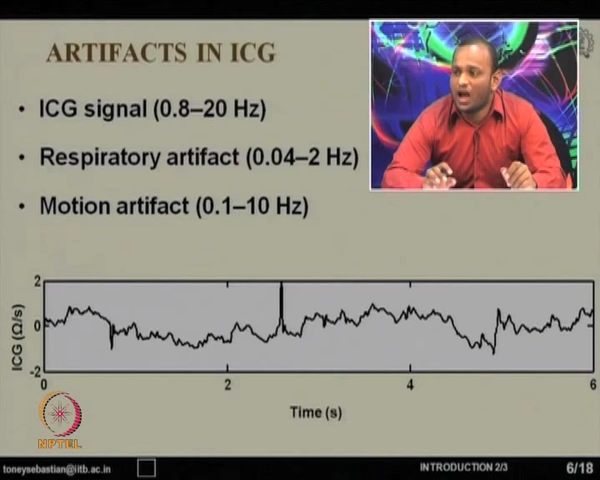 ARTIFACTS IN ICG
• ICG signal (0.8–20 Hz)
• Respiratory artifact (0.04–2 Hz)
• Motion artifact (0.1–10 Hz)
ICG (Ω/s)
2
0
-2
0 2 4 6
Time (s)
NPTEL
toneysebastian@iitb.ac.in INTRODUCTION 2/3 6/18